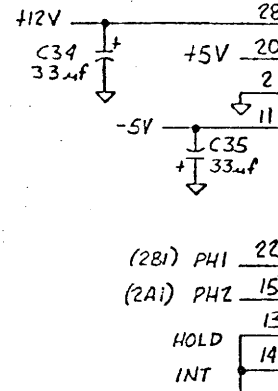 +12V 28
+
C34
33uf
+5V 20
2
-5V 11
C35
+ 33uf
(2B1) PH1 22
(2A1) PH2 15
HOLD 13
INT 14